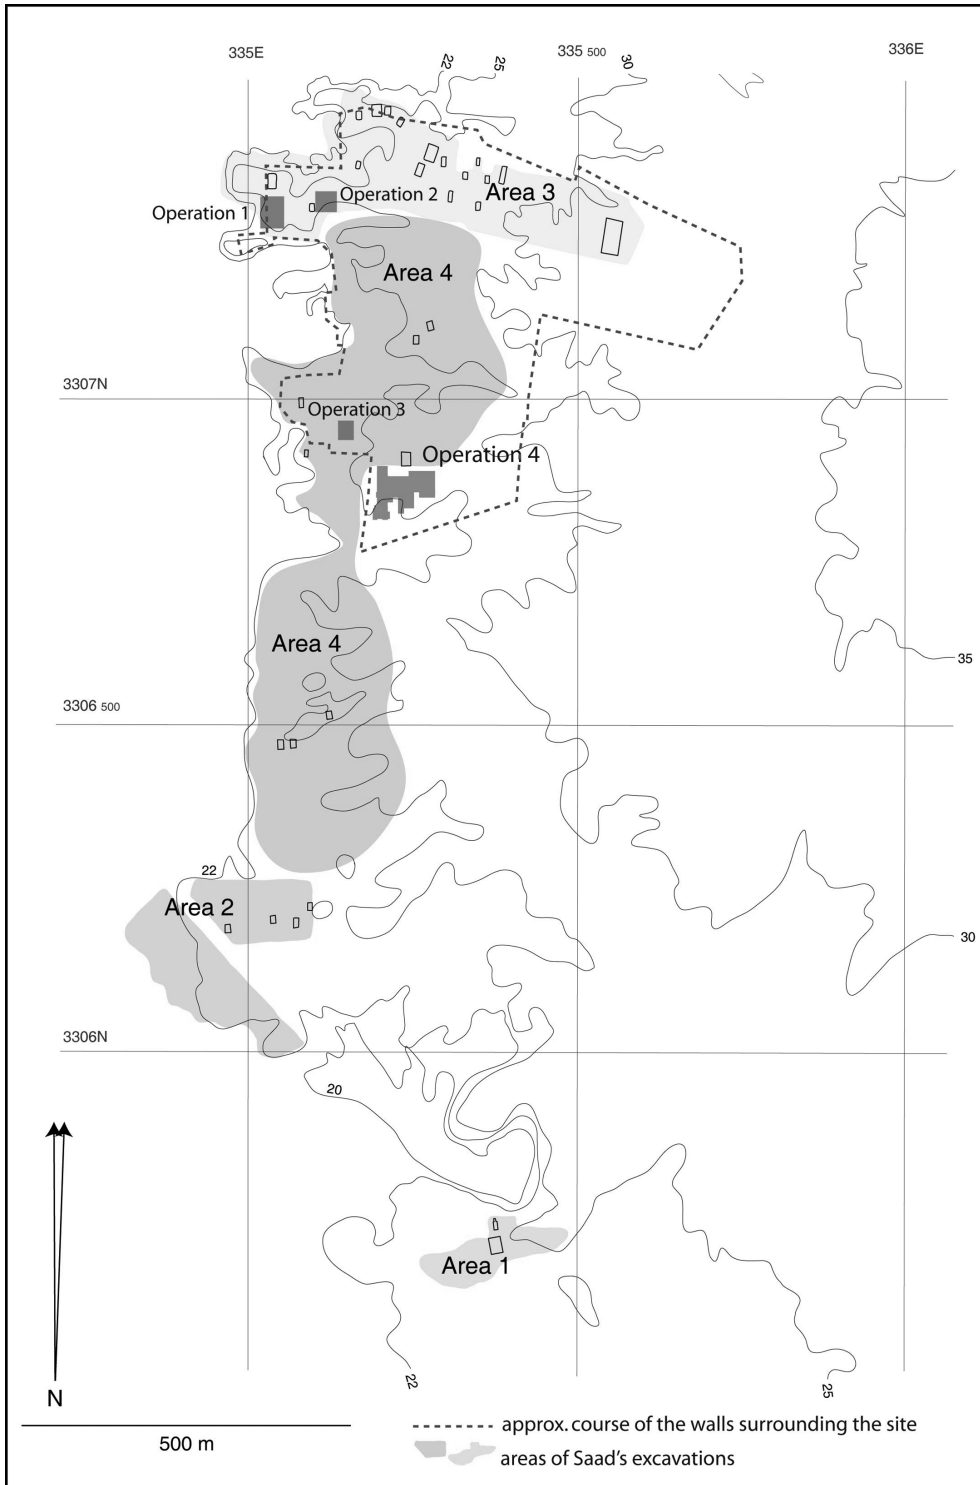 335E
335 500
336E
22
25
22
25
30
Operation 1
Operation 2
Area 3
Area 4
3307N
Operation 3
Operation 4
Area 4
35
3306 500
22
Area 2
30
3306N
20
Area 1
22
25
N
500 m
approx. course of the walls surrounding the site
areas of Saad's excavations